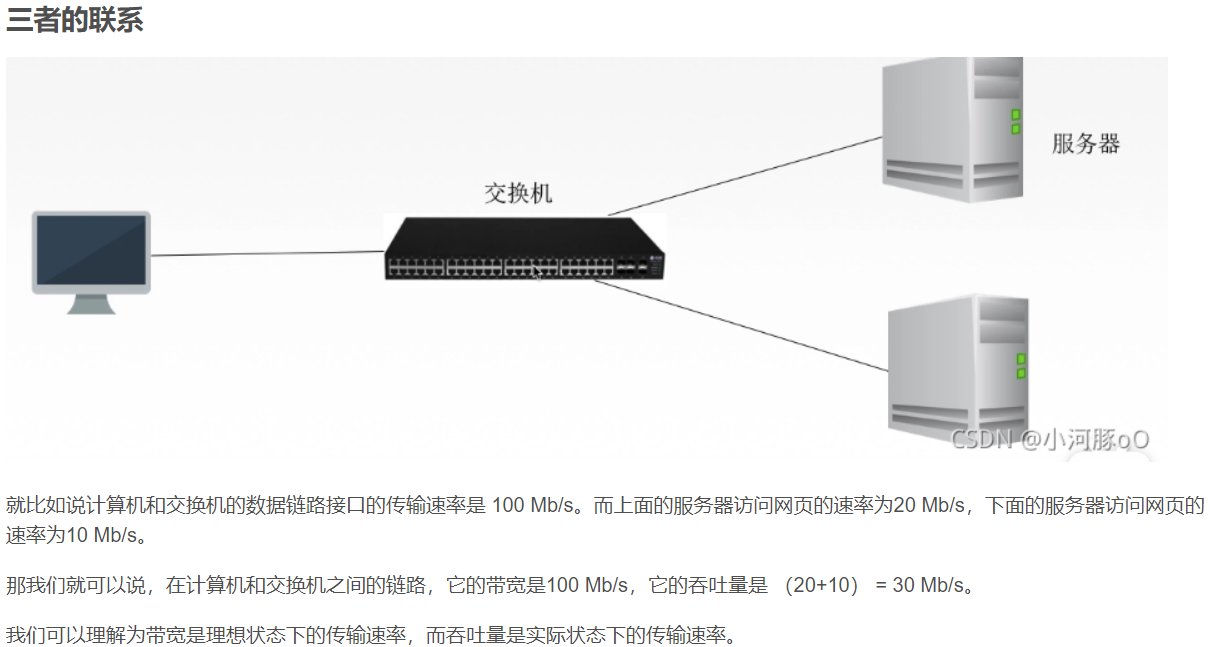 三者的联系
交换机
服务器
CSDN @小河豚oO
就比如说计算机和交换机的数据链路接口的传输速率是 100 Mb/s。而上面的服务器访问网页的速率为20 Mb/s，下面的服务器访问网页的
速率为10 Mb/s。
那我们就可以说，在计算机和交换机之间的链路，它的带宽是100 Mb/s，它的吞吐量是 （20+10） = 30 Mb/s。
我们可以理解为带宽是理想状态下的传输速率，而吞吐量是实际状态下的传输速率。